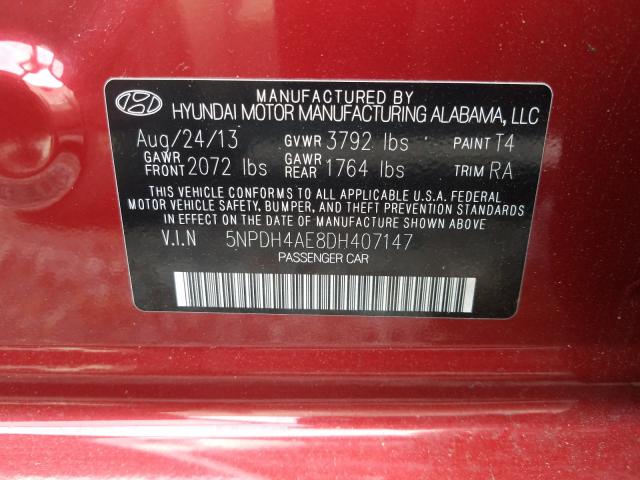 MANUFACTURED BY
HYUNDAI MOTOR MANUFACTURING ALABAMA, LLC
Aug/24/13 GVWR 3792 lbs PAINT T4
GAWR FRONT 2072 lbs GAWR REAR 1764 lbs TRIM RA
THIS VEHICLE CONFORMS TO ALL APPLICABLE U.S.A. FEDERAL
MOTOR VEHICLE SAFETY, BUMPER, AND THEFT PREVENTION STANDARDS
IN EFFECT ON THE DATE OF MANUFACTURE SHOWN ABOVE
V.I.N 5NPDH4AE8DH407147
PASSENGER CAR